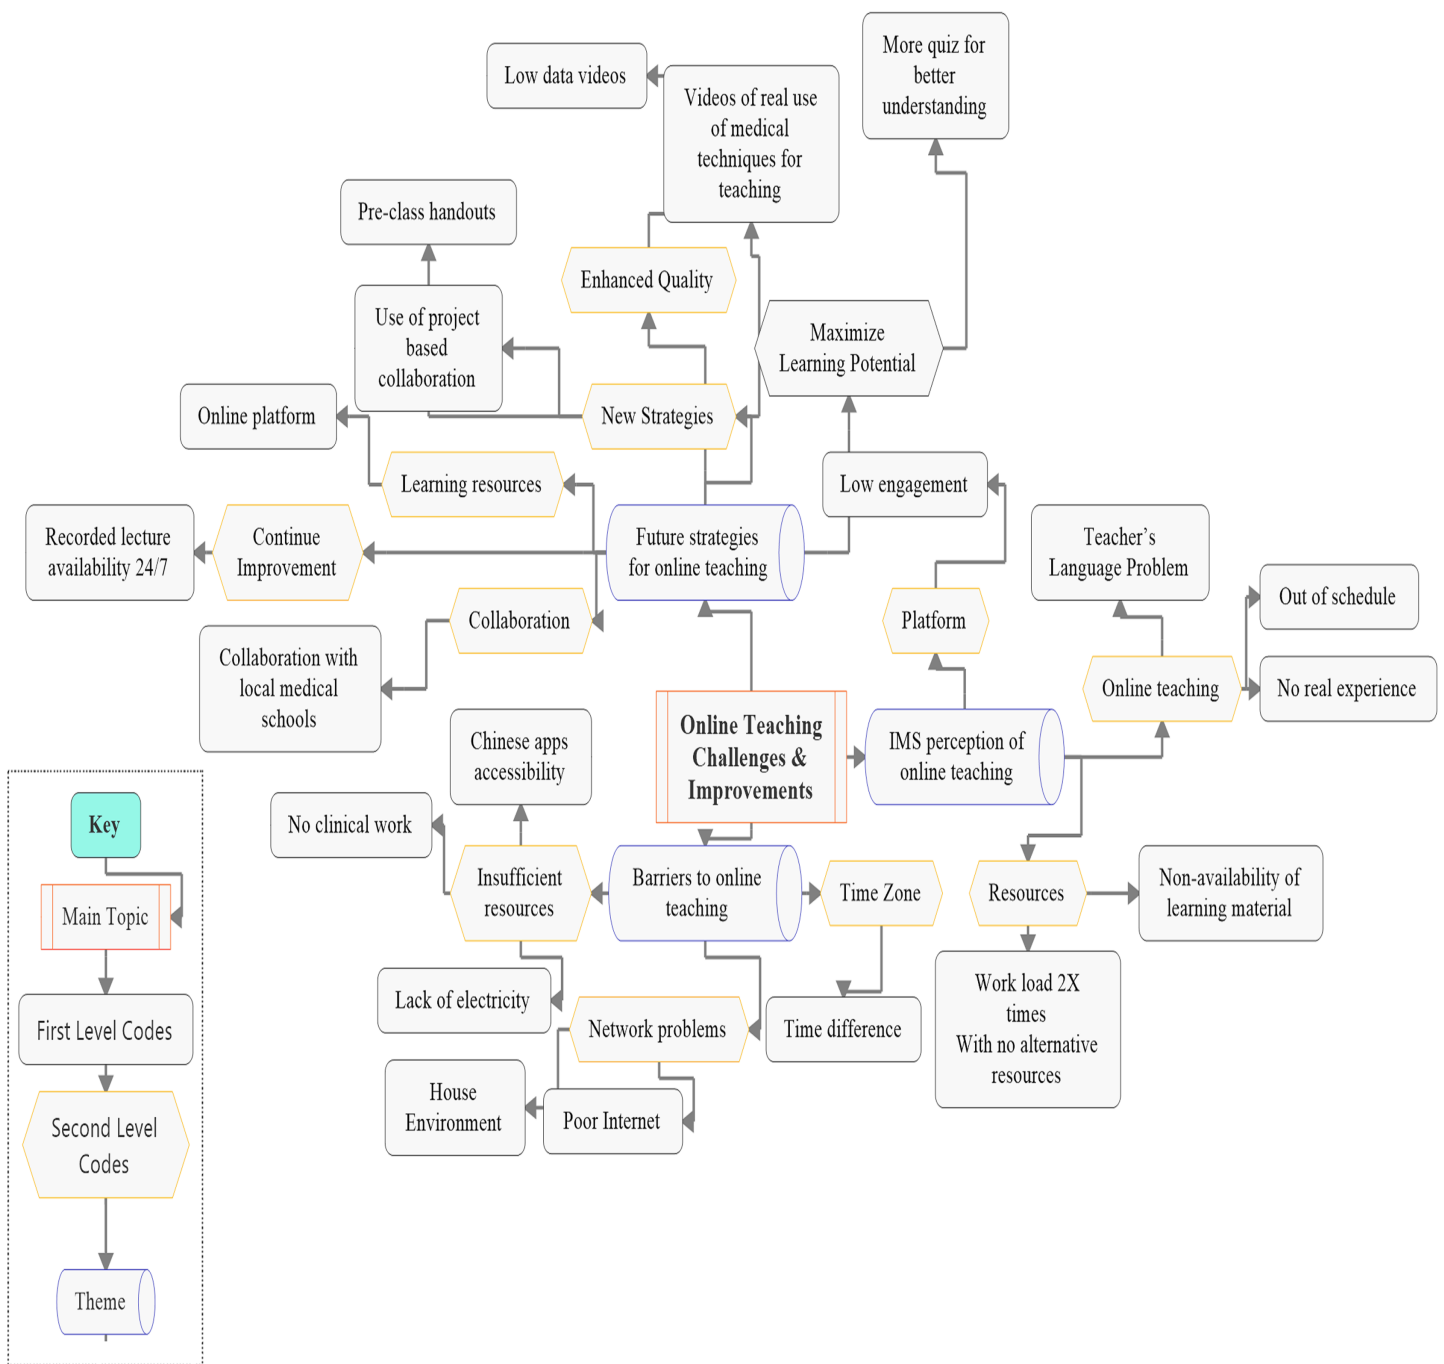 More quiz for
better
understanding
Low data videos
Videos of real use
of medical
techniques for
teaching
Pre-class handouts
Enhanced Quality
Use of project
based
collaboration
Maximize
Learning Potential
Online platform
New Strategies
Learning resources
Low engagement
Recorded lecture
availability 24/7
Continue
Improvement
Future strategies
for online teaching
Teacher’s
Language Problem
Out of schedule
Collaboration
Platform
Collaboration with
local medical
schools
Online teaching
No real experience
Online Teaching
Challenges &
Improvements
IMS perception of
online teaching
Chinese apps
accessibility
No clinical work
Insufficient
resources
Barriers to online
teaching
Time Zone
Resources
Non-availability of
learning material
Lack of electricity
Network problems
Time difference
Work load 2X
times
With no alternative
resources
House
Environment
Poor Internet
Key
Main Topic
First Level Codes
Second Level
Codes
Theme